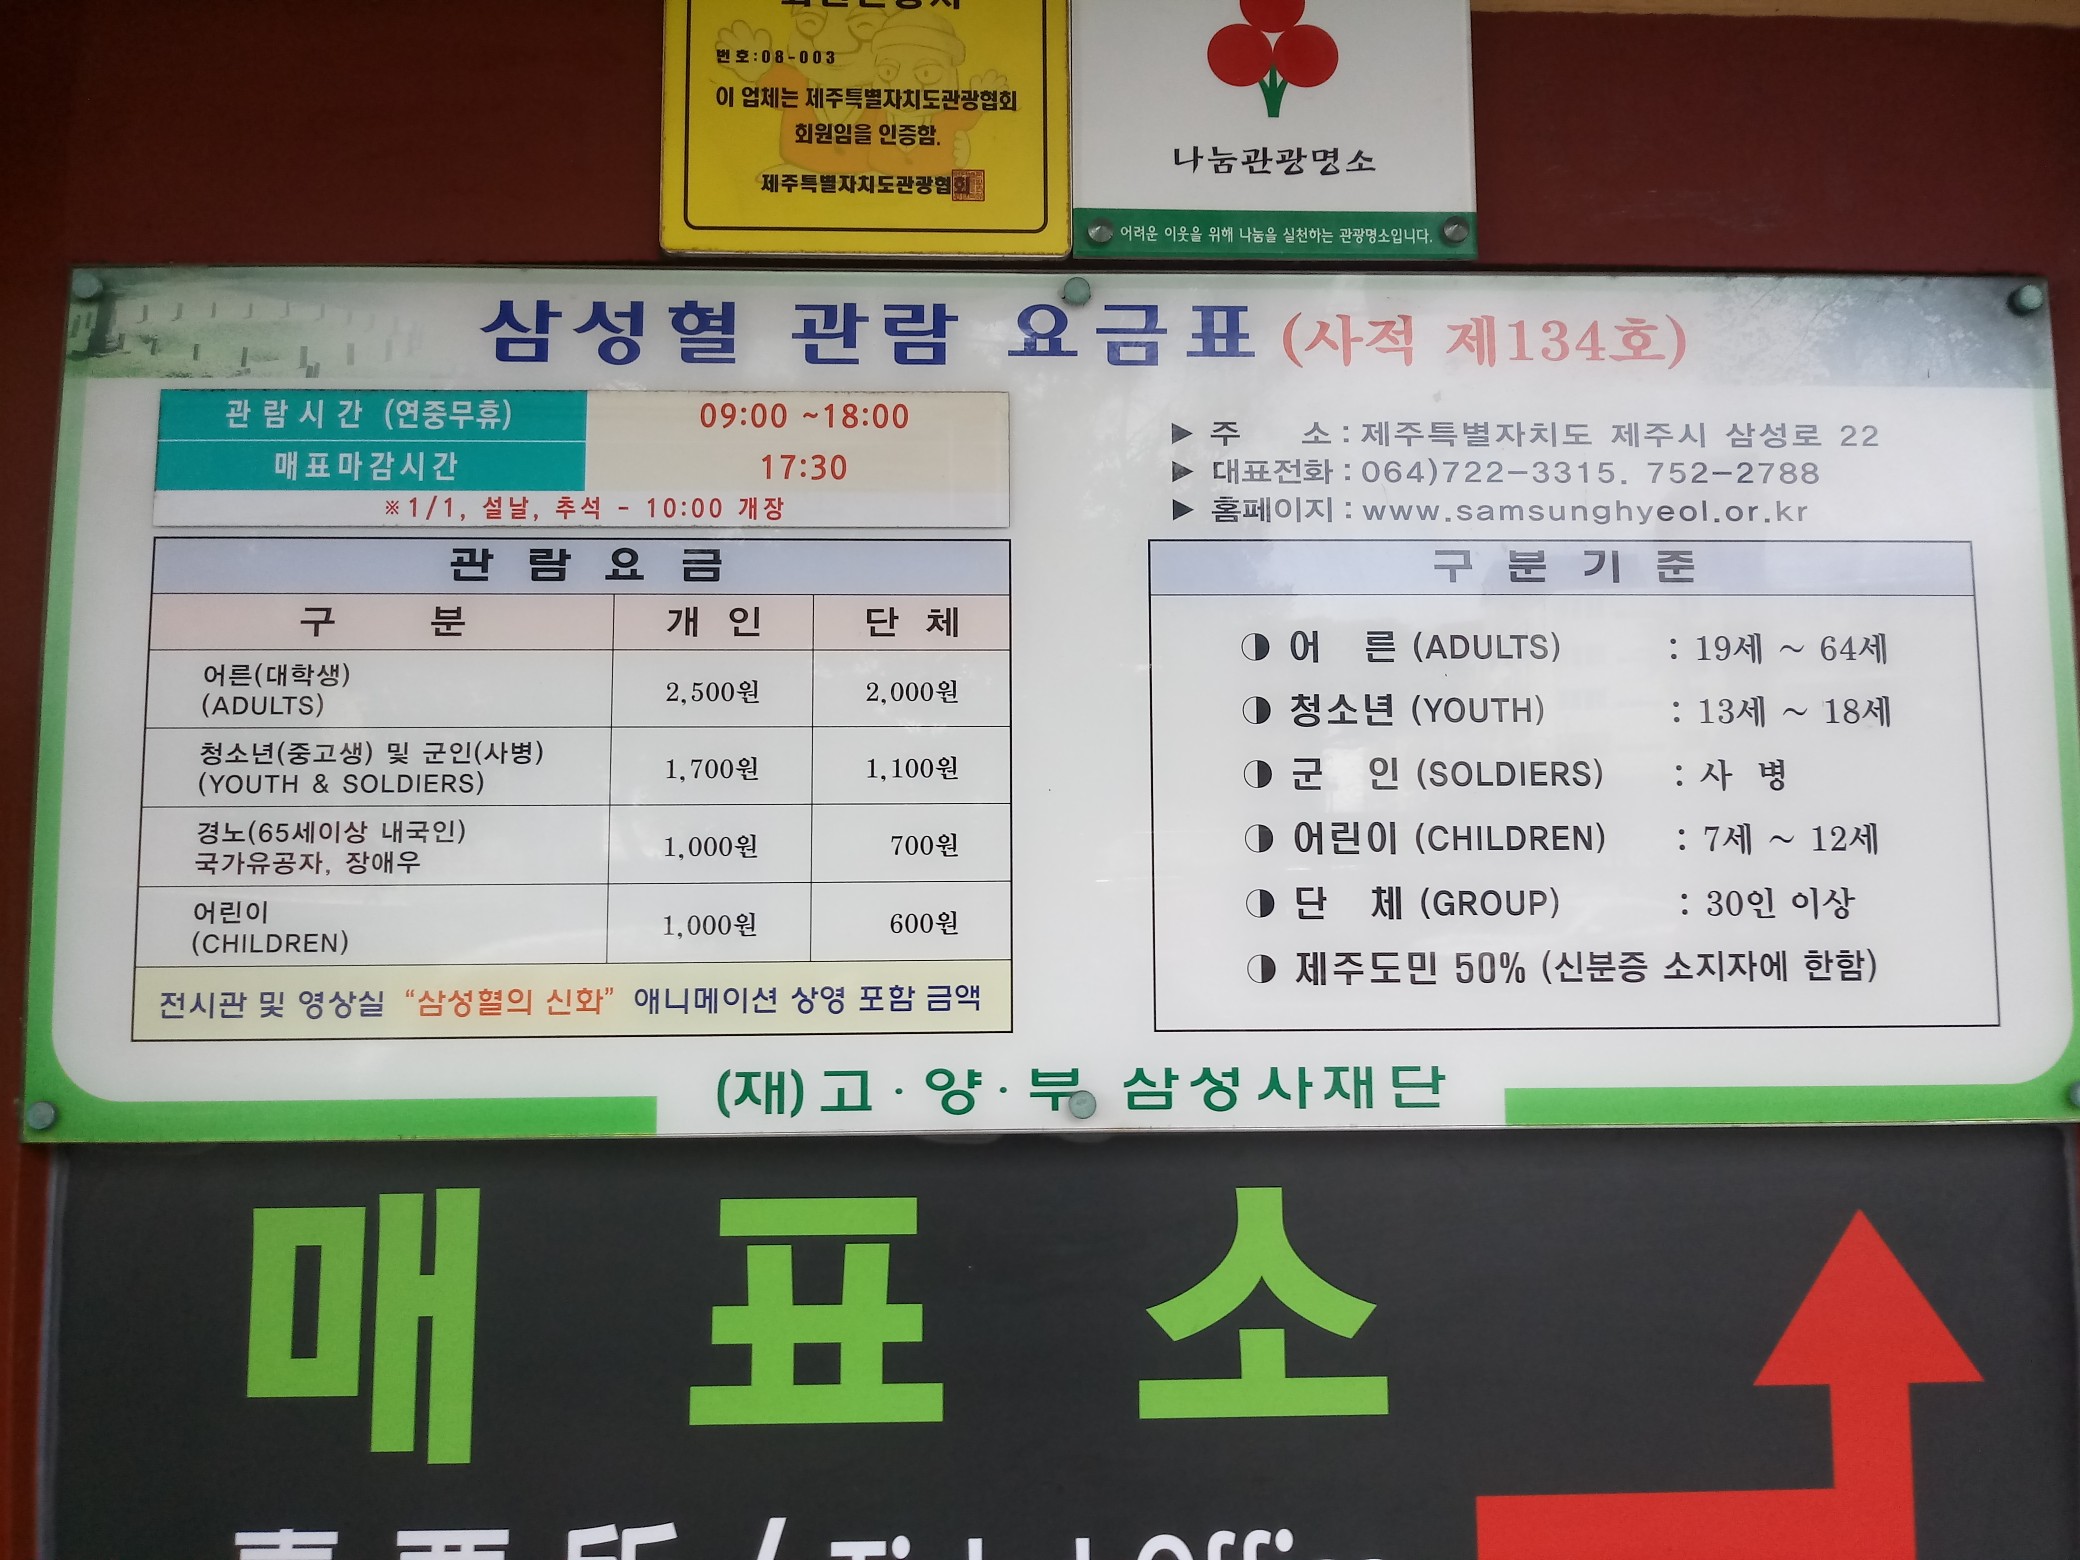 번호:08-003
이 업체는 제주특별자치도관광협회
회원임을 인증함.
제주특별자치도관광협회
나눔관광명소
어려운 이웃을 위해 나눔을 실천하는 관광명소입니다.
삼성혈 관람 요금표 (사적 제134호)
관람시간 (연중무휴) 09:00 ~18:00
매표마감시간 17:30
※1/1, 설날, 추석 - 10:00 개장
▶ 주 소 : 제주특별자치도 제주시 삼성로 22
▶ 대표전화 : 064)722-3315. 752-2788
▶ 홈페이지 : www.samsunghyeol.or.kr
관 람 요 금
구 분 개 인 단 체
어른(대학생)
(ADULTS) 2,500원 2,000원
청소년(중고생) 및 군인(사병)
(YOUTH & SOLDIERS) 1,700원 1,100원
경노(65세이상 내국인)
국가유공자, 장애우 1,000원 700원
어린이
(CHILDREN) 1,000원 600원
전시관 및 영상실 “삼성혈의 신화” 애니메이션 상영 포함 금액
구 분 기 준
◑ 어 른 (ADULTS) : 19세 ~ 64세
◑ 청소년 (YOUTH) : 13세 ~ 18세
◑ 군 인 (SOLDIERS) : 사 병
◑ 어린이 (CHILDREN) : 7세 ~ 12세
◑ 단 체 (GROUP) : 30인 이상
◑ 제주도민 50% (신분증 소지자에 한함)
(재) 고·양·부 삼성사재단
매 표 소
/ Ticket Office